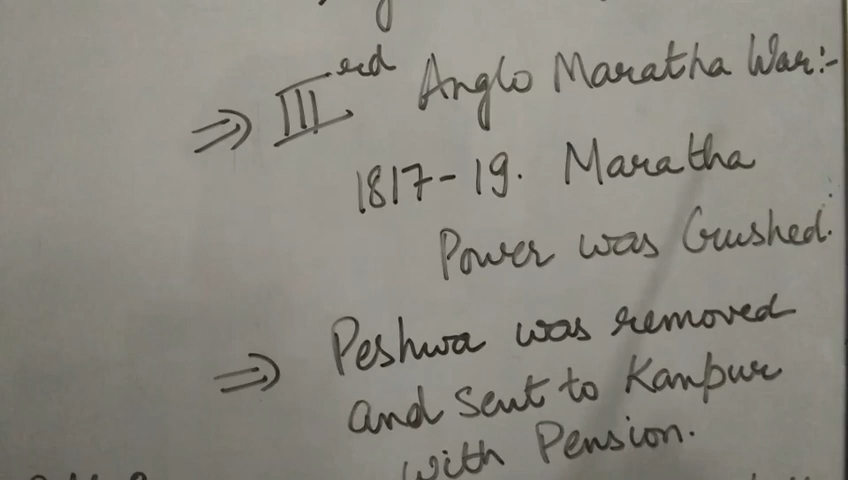 ⇒ IIIrd Anglo Maratha War:-
1817-19. Maratha
Power was Crushed.
⇒ Peshwa was removed
and sent to Kanpur
with Pension.